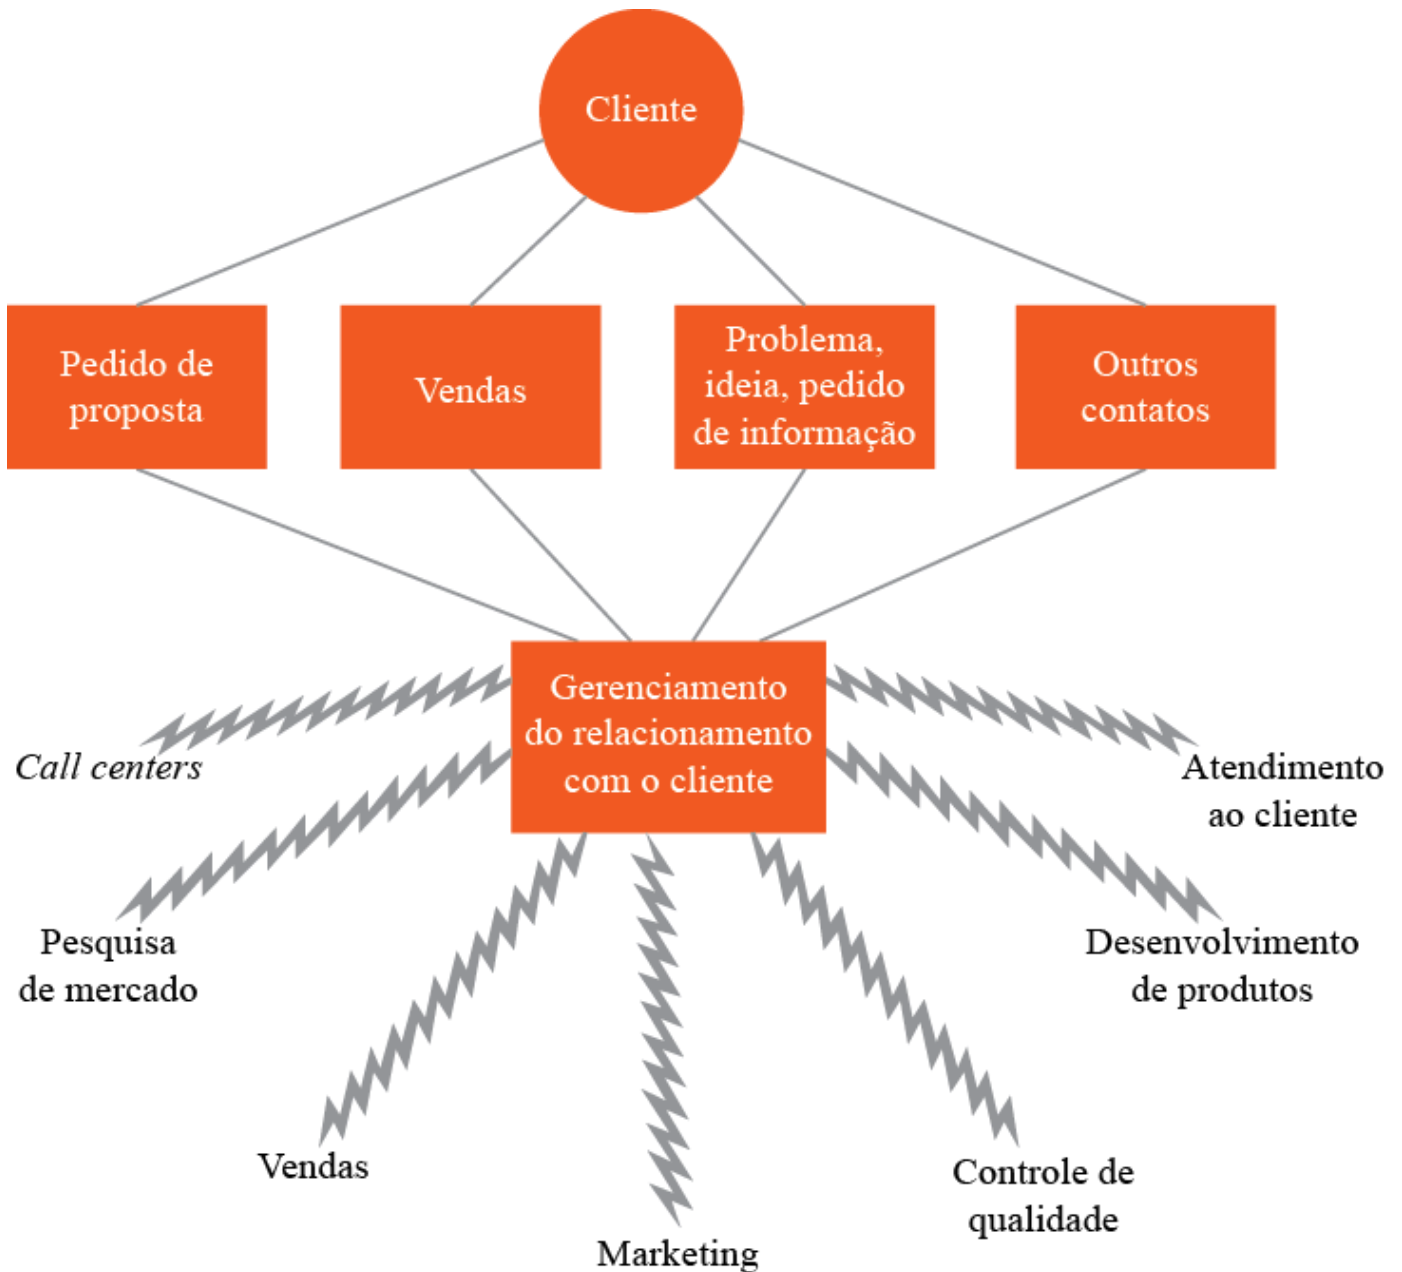 Cliente
Pedido de
proposta
Vendas
Problema,
ideia, pedido
de informação
Outros
contatos
Gerenciamento
do relacionamento
com o cliente
Call centers
Atendimento
ao cliente
Pesquisa
de mercado
Desenvolvimento
de produtos
Vendas
Controle de
qualidade
Marketing